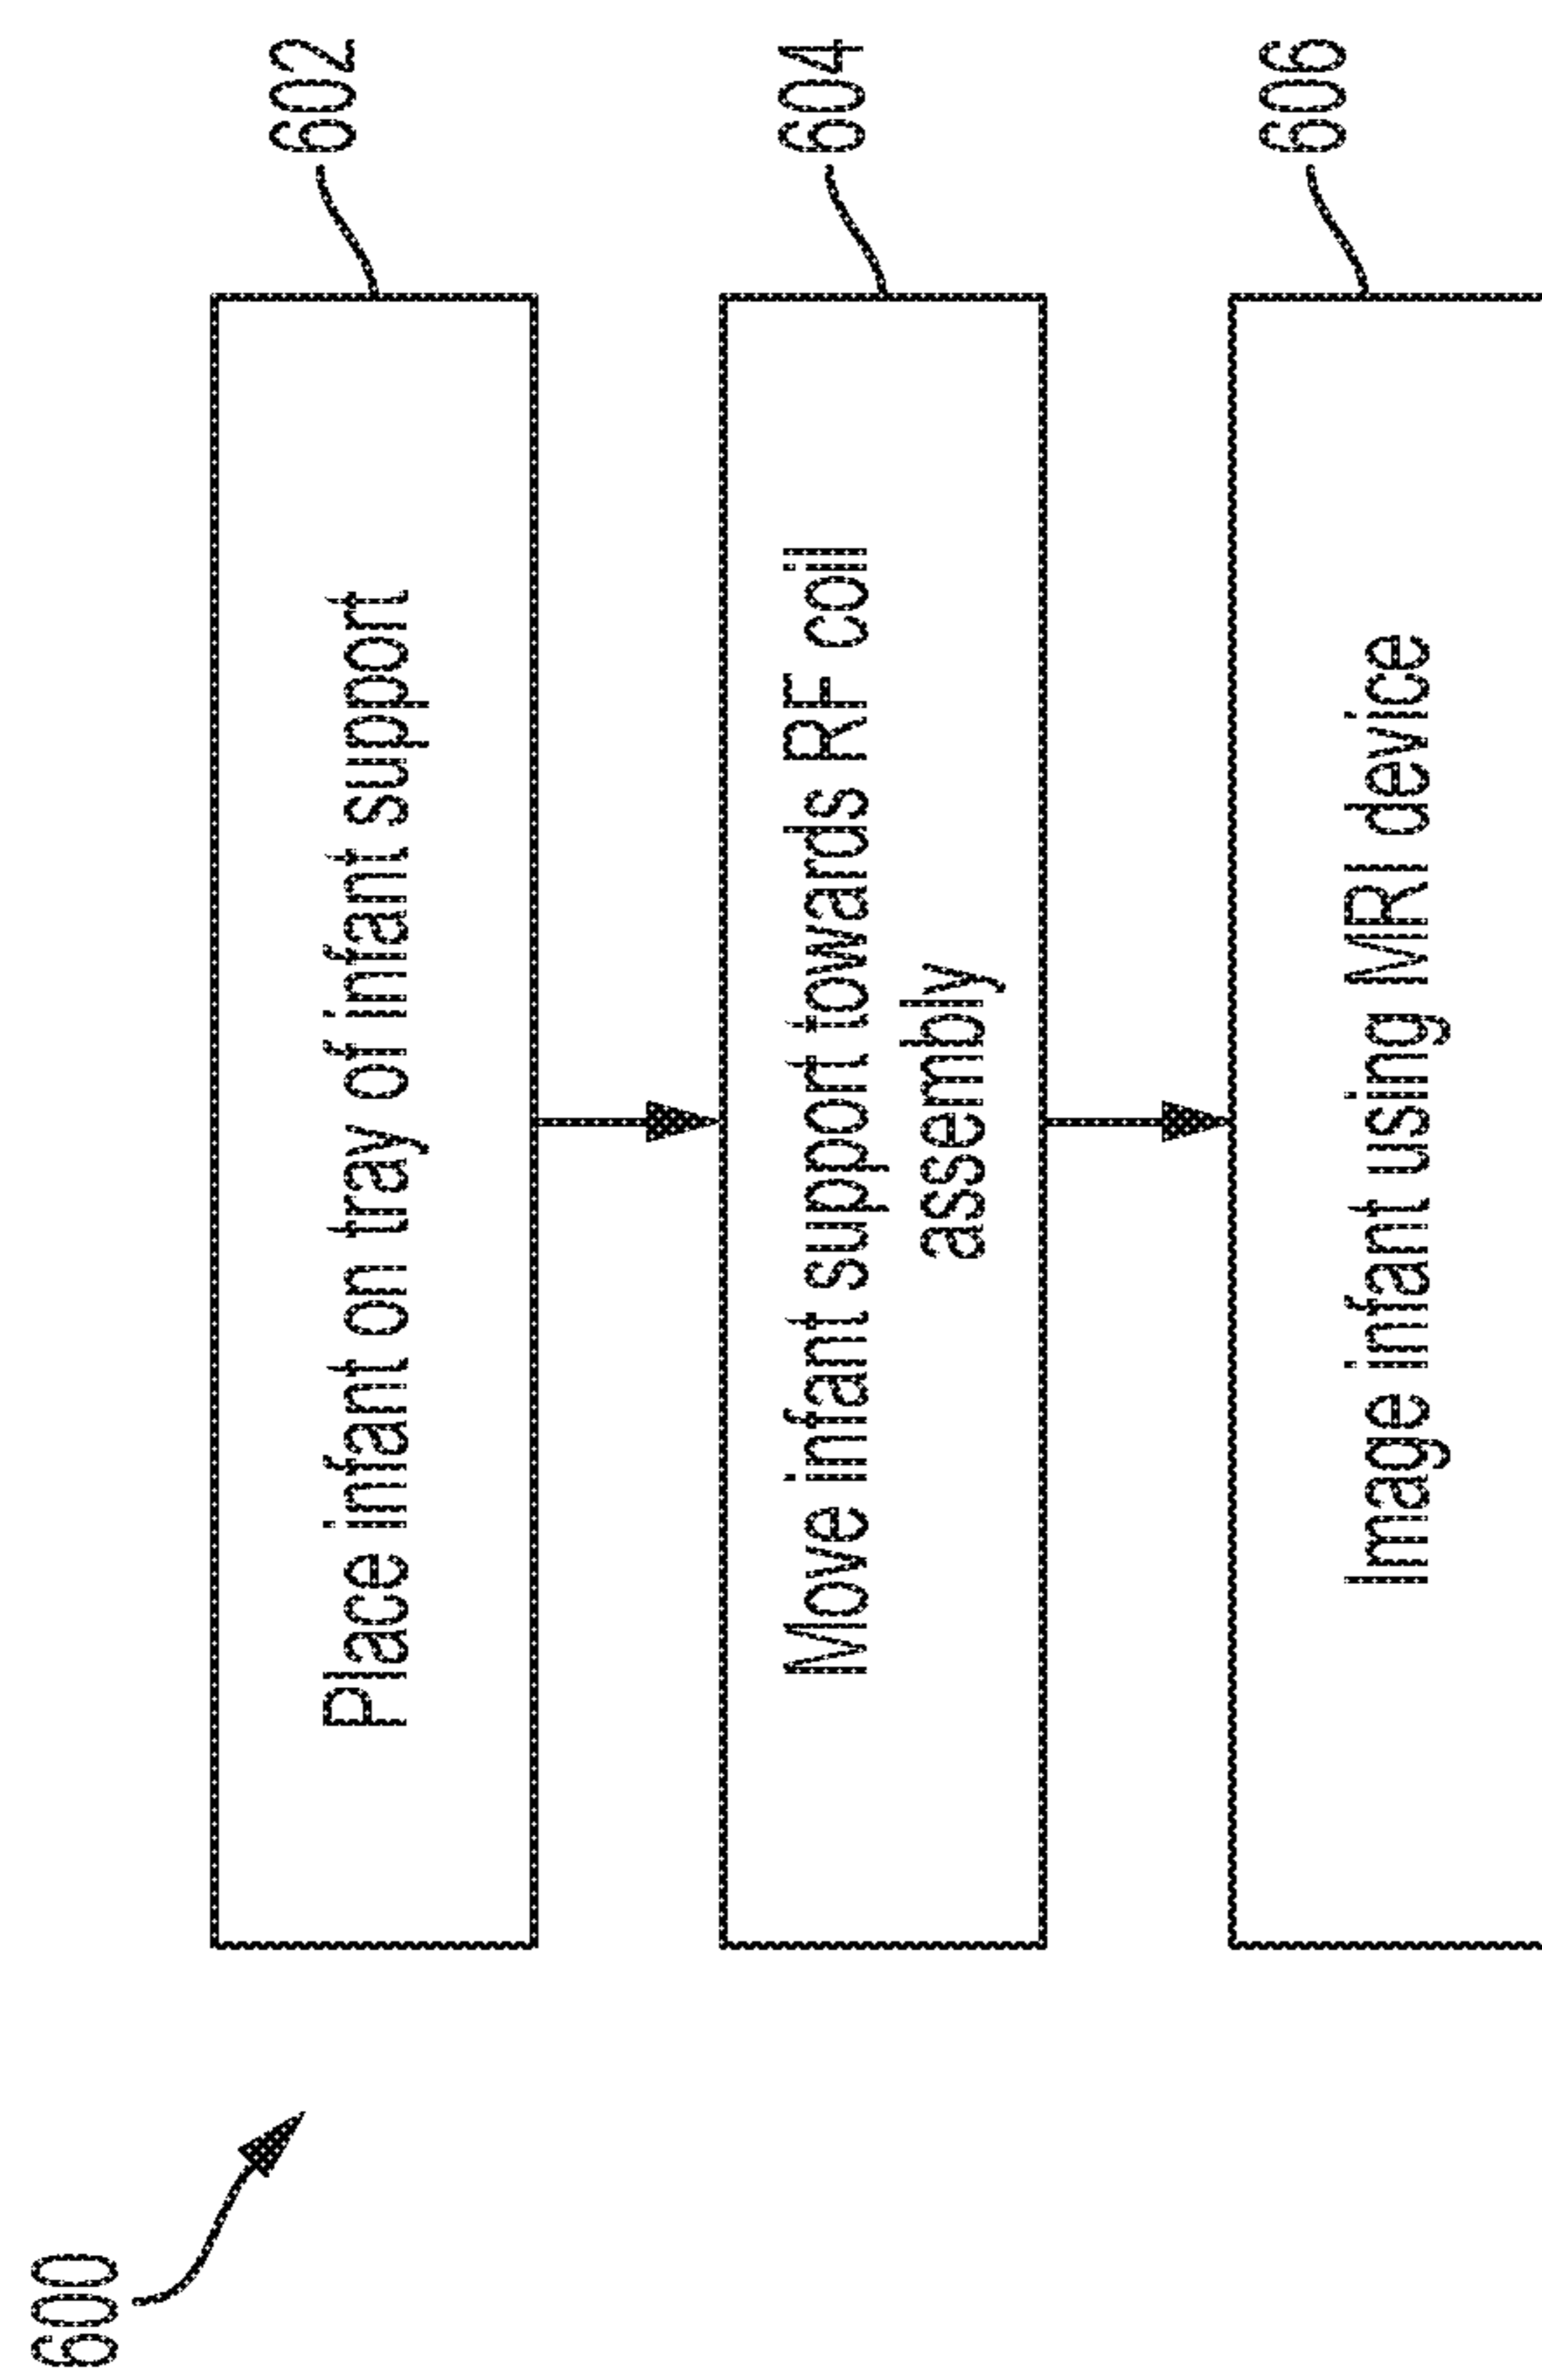 600
Place infant on tray of infant support
602
Move infant support towards RF coil
assembly
604
Image infant using MRI device
606